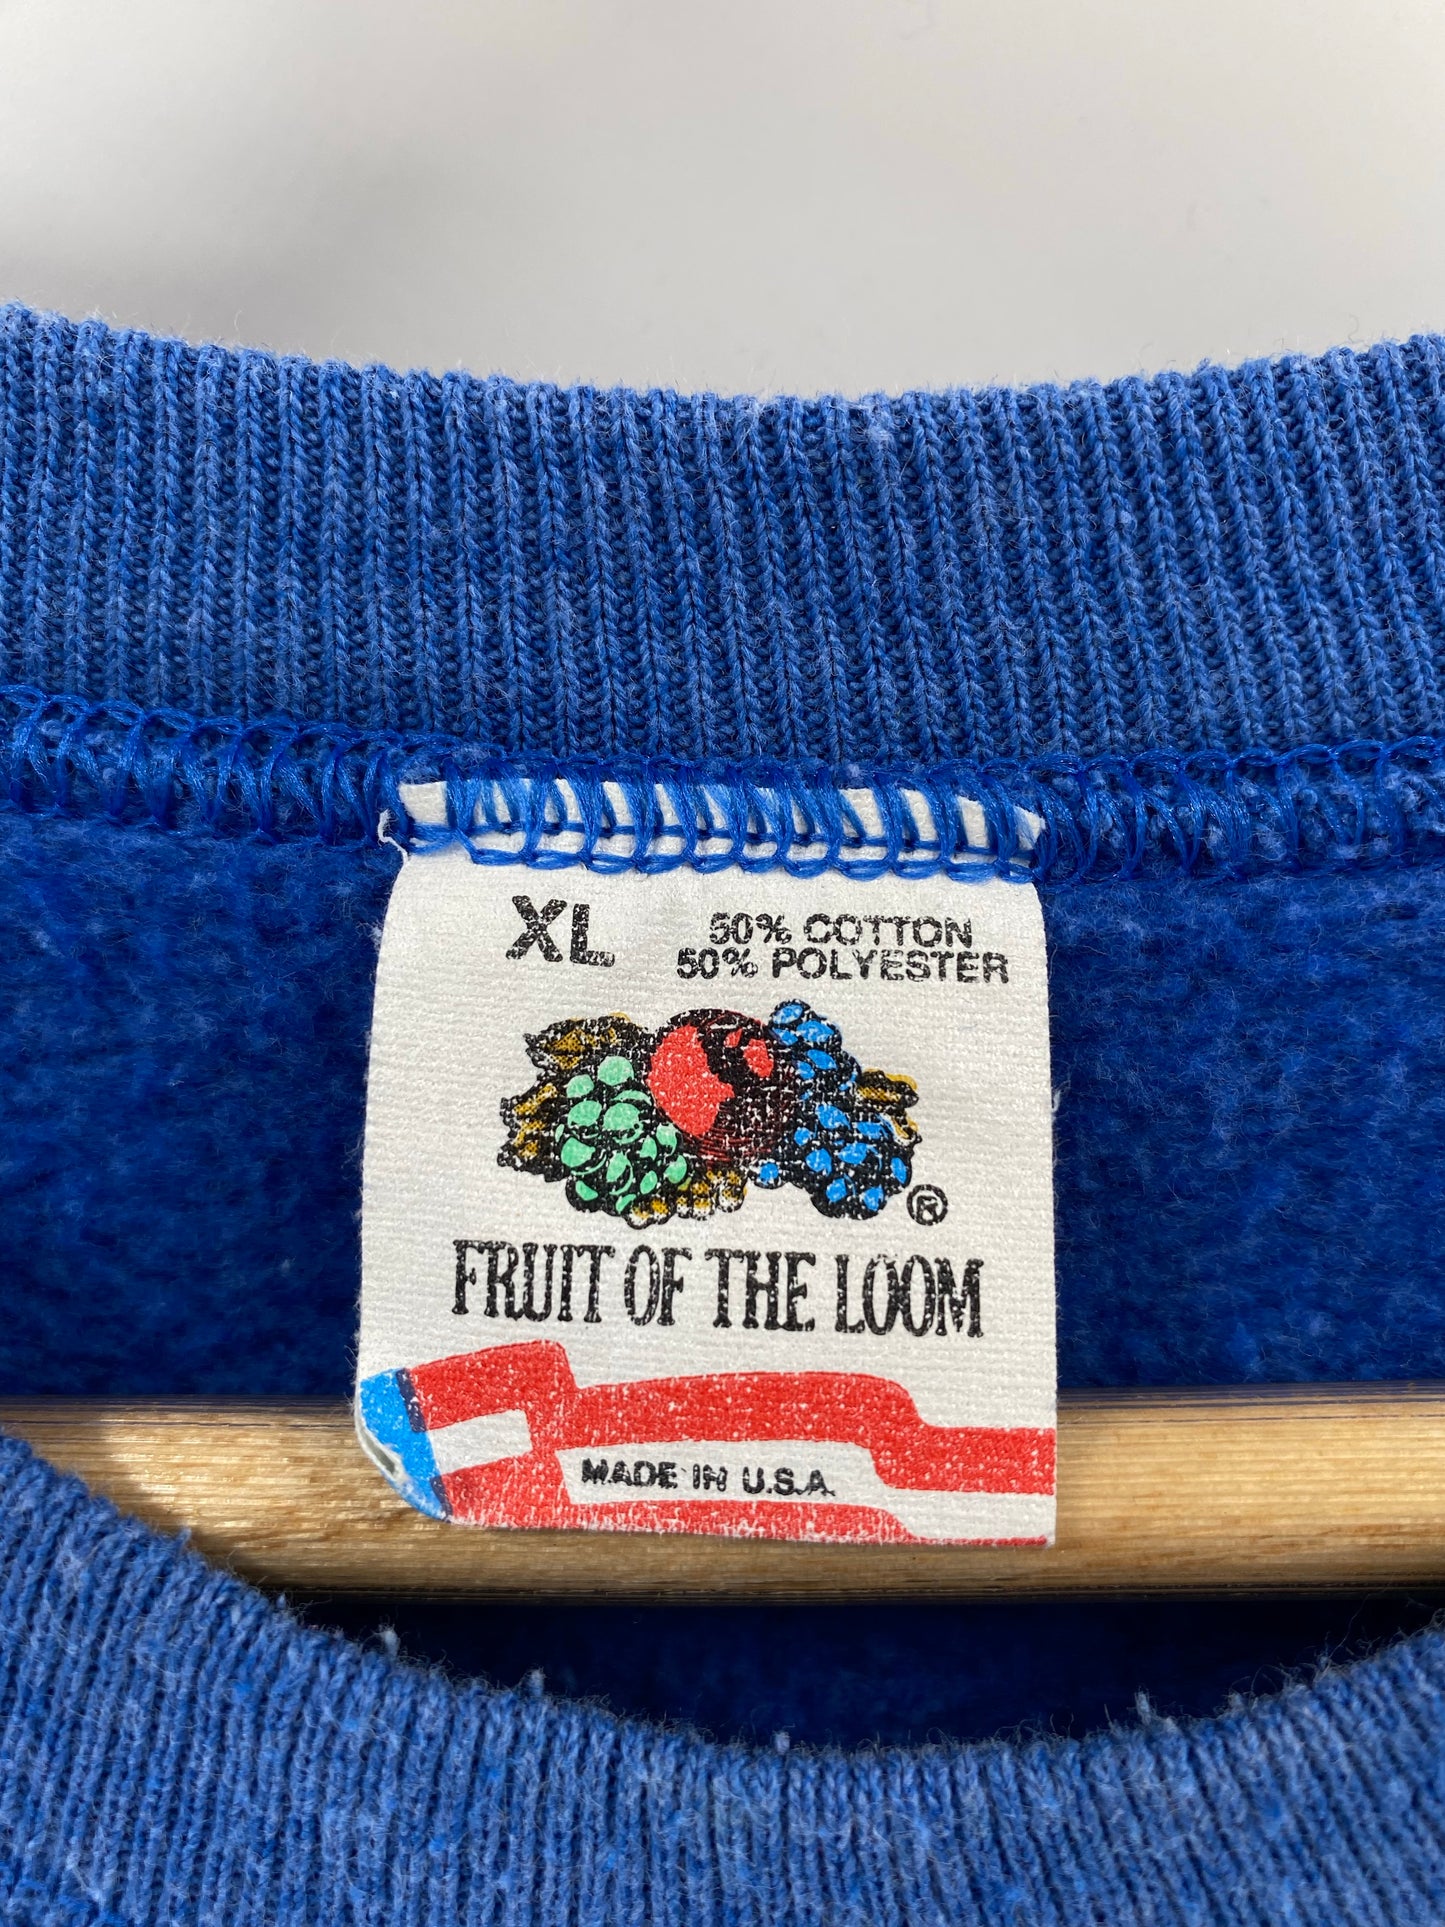 XL
50% COTTON
50% POLYESTER
®
FRUIT OF THE LOOM
MADE IN U.S.A.